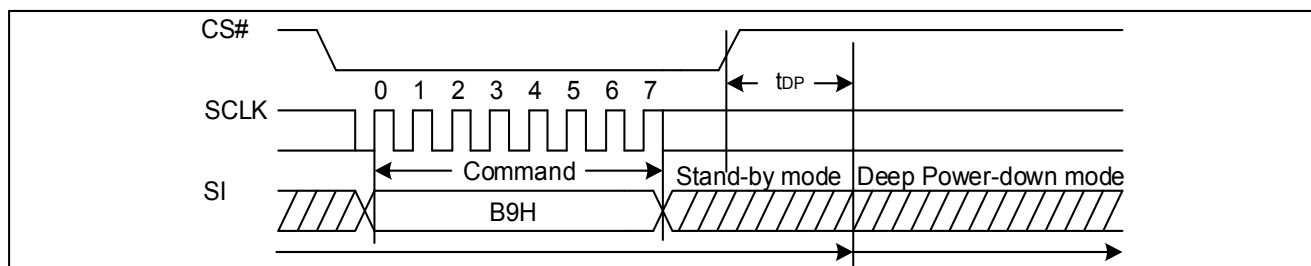 CS#
tDP
0 1 2 3 4 5 6 7
SCLK
Command
Stand-by mode Deep Power-down mode
SI
B9H